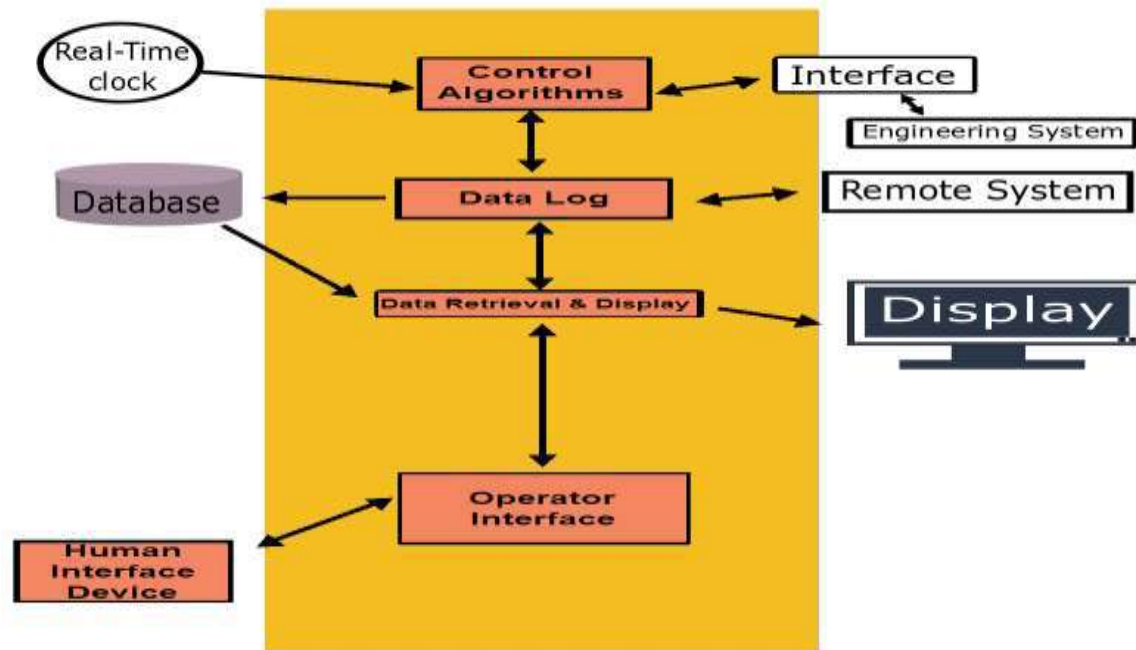 Real-Time
clock
Control
Algorithms
Interface
Engineering System
Database
Data Log
Remote System
Data Retrieval & Display
Display
Operator
Interface
Human
Interface
Device